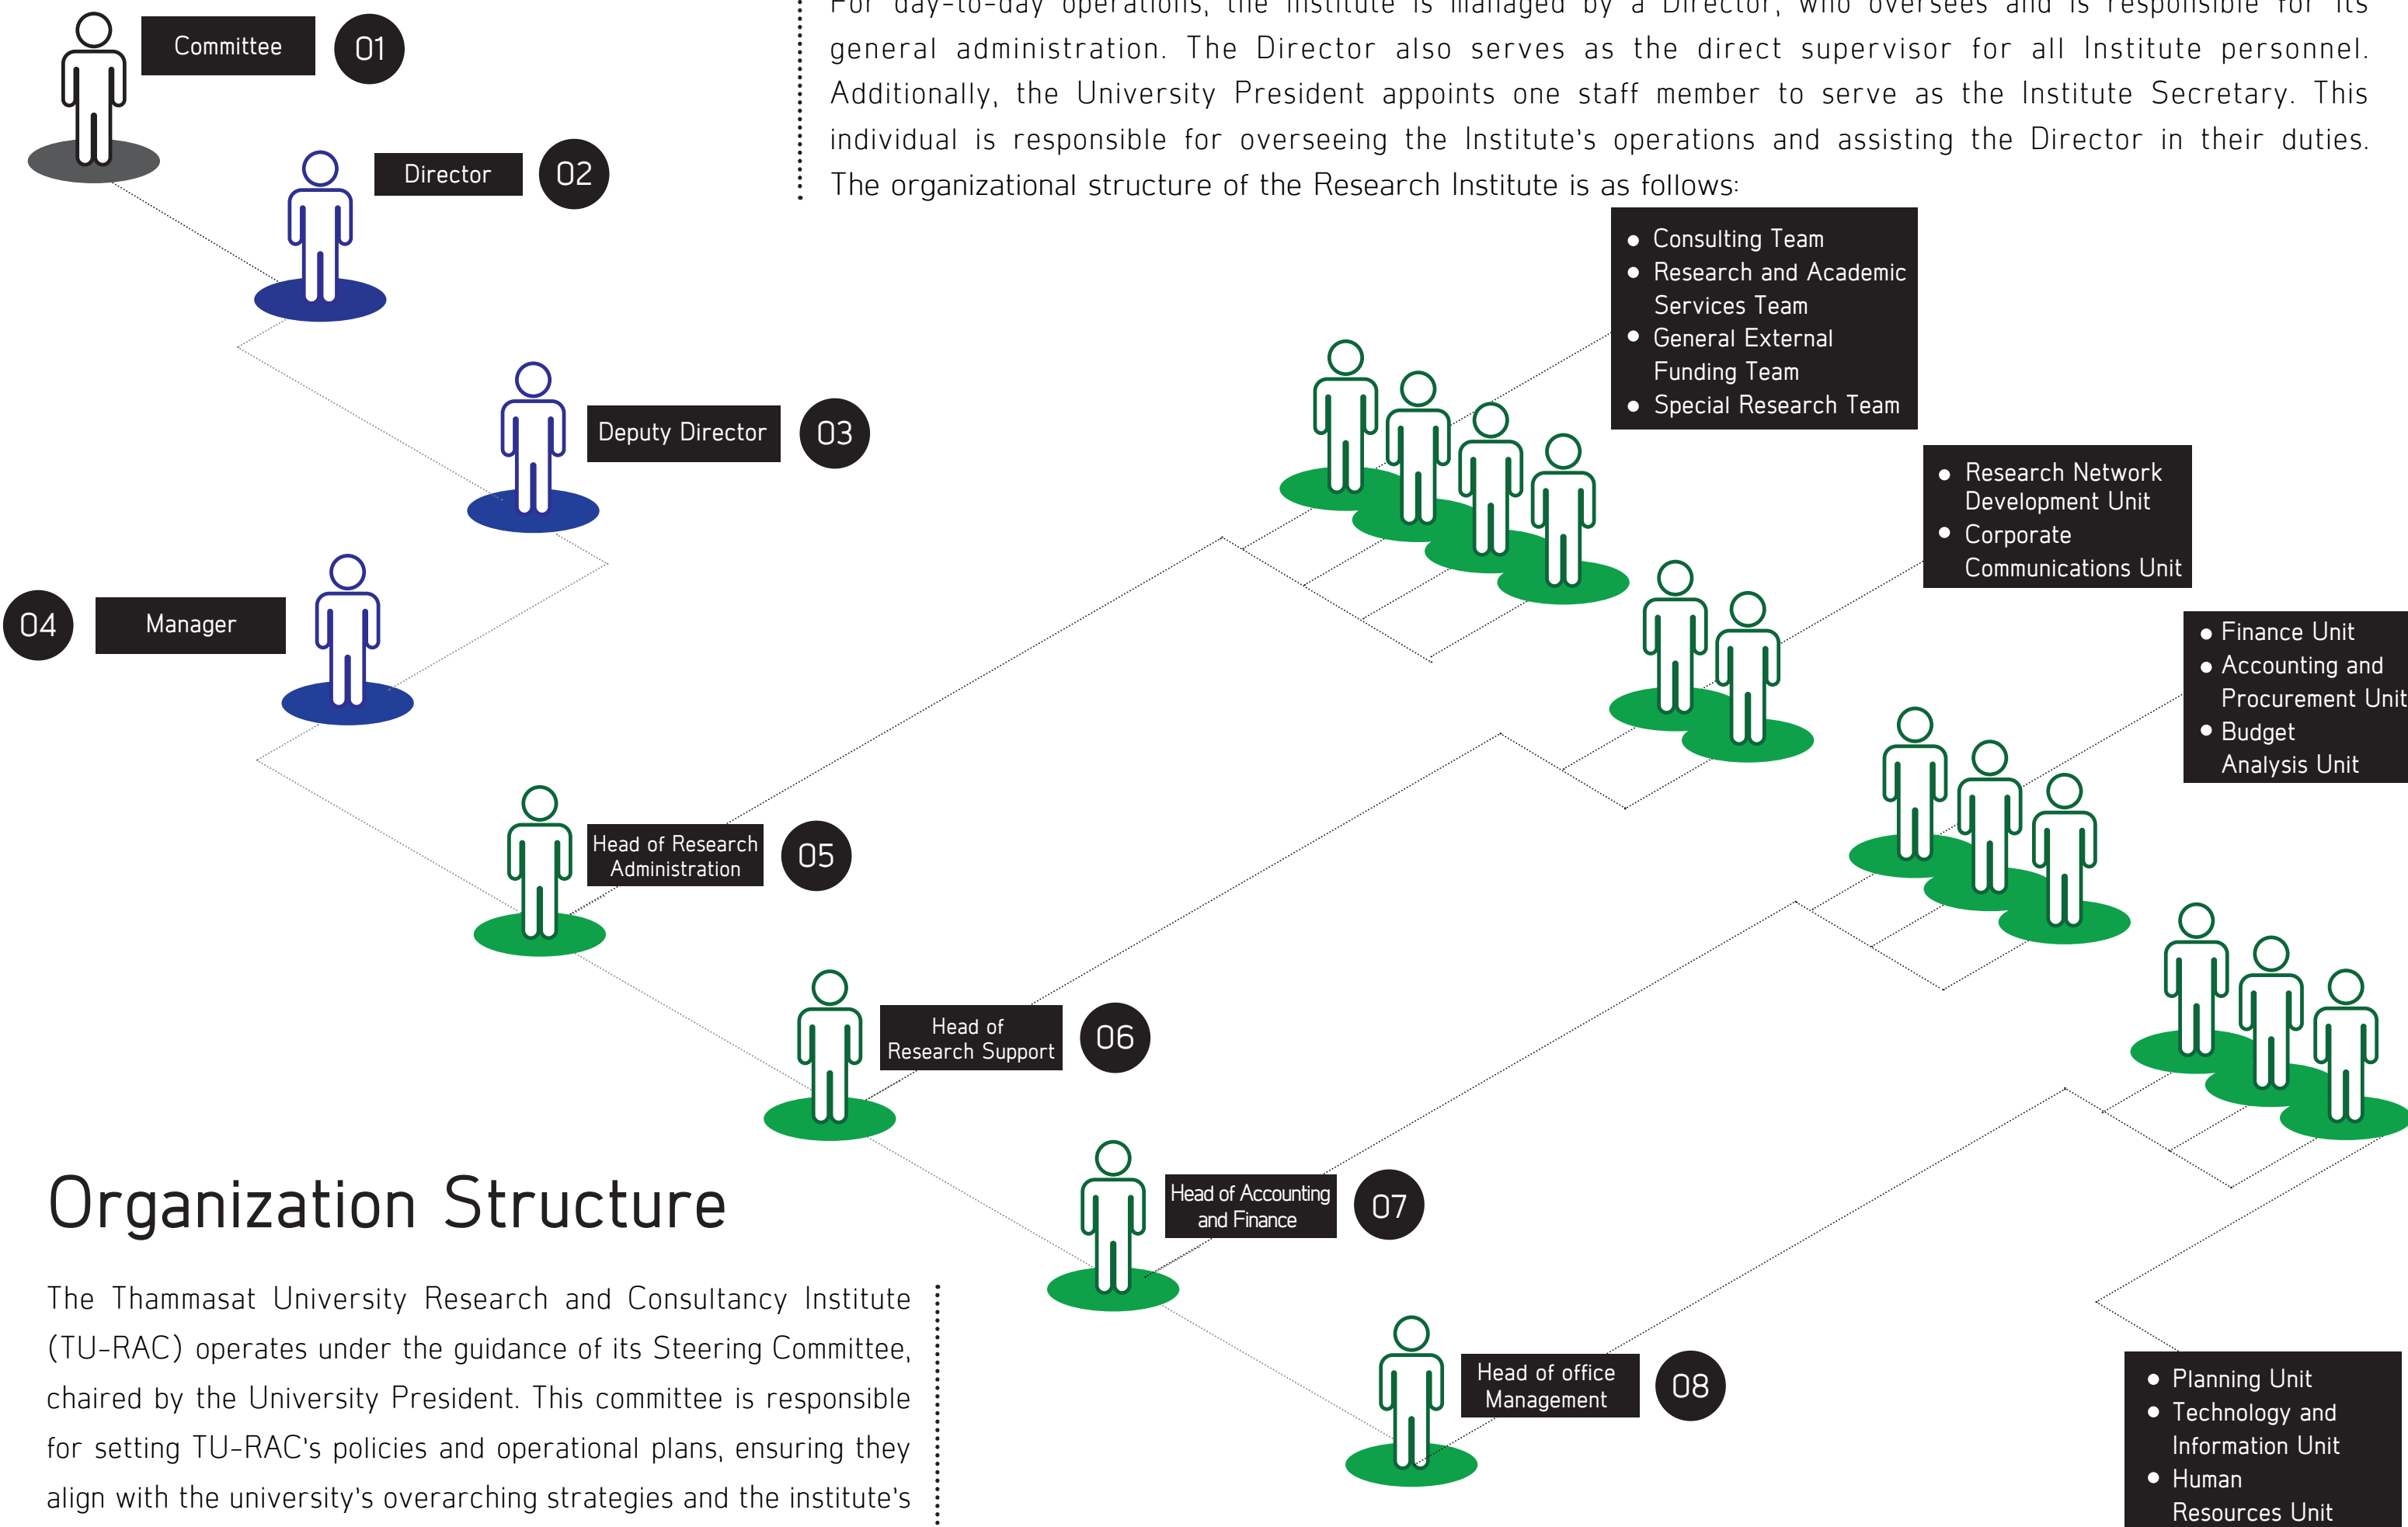 For day-to-day operations, the Institute is managed by a Director, who oversees and is responsible for its
general administration. The Director also serves as the direct supervisor for all Institute personnel.
Additionally, the University President appoints one staff member to serve as the Institute Secretary. This
individual is responsible for overseeing the Institute's operations and assisting the Director in their duties.
The organizational structure of the Research Institute is as follows:
Committee
01
Director
02
Deputy Director
03
04
Manager
Head of Research
Administration
05
Head of
Research Support
06
Head of Accounting
and Finance
07
Head of office
Management
08
• Consulting Team
• Research and Academic
Services Team
• General External
Funding Team
• Special Research Team
• Research Network
Development Unit
• Corporate
Communications Unit
• Finance Unit
• Accounting and
Procurement Unit
• Budget
Analysis Unit
• Planning Unit
• Technology and
Information Unit
• Human
Resources Unit
Organization Structure
The Thammasat University Research and Consultancy Institute
(TU-RAC) operates under the guidance of its Steering Committee,
chaired by the University President. This committee is responsible
for setting TU-RAC's policies and operational plans, ensuring they
align with the university's overarching strategies and the institute's